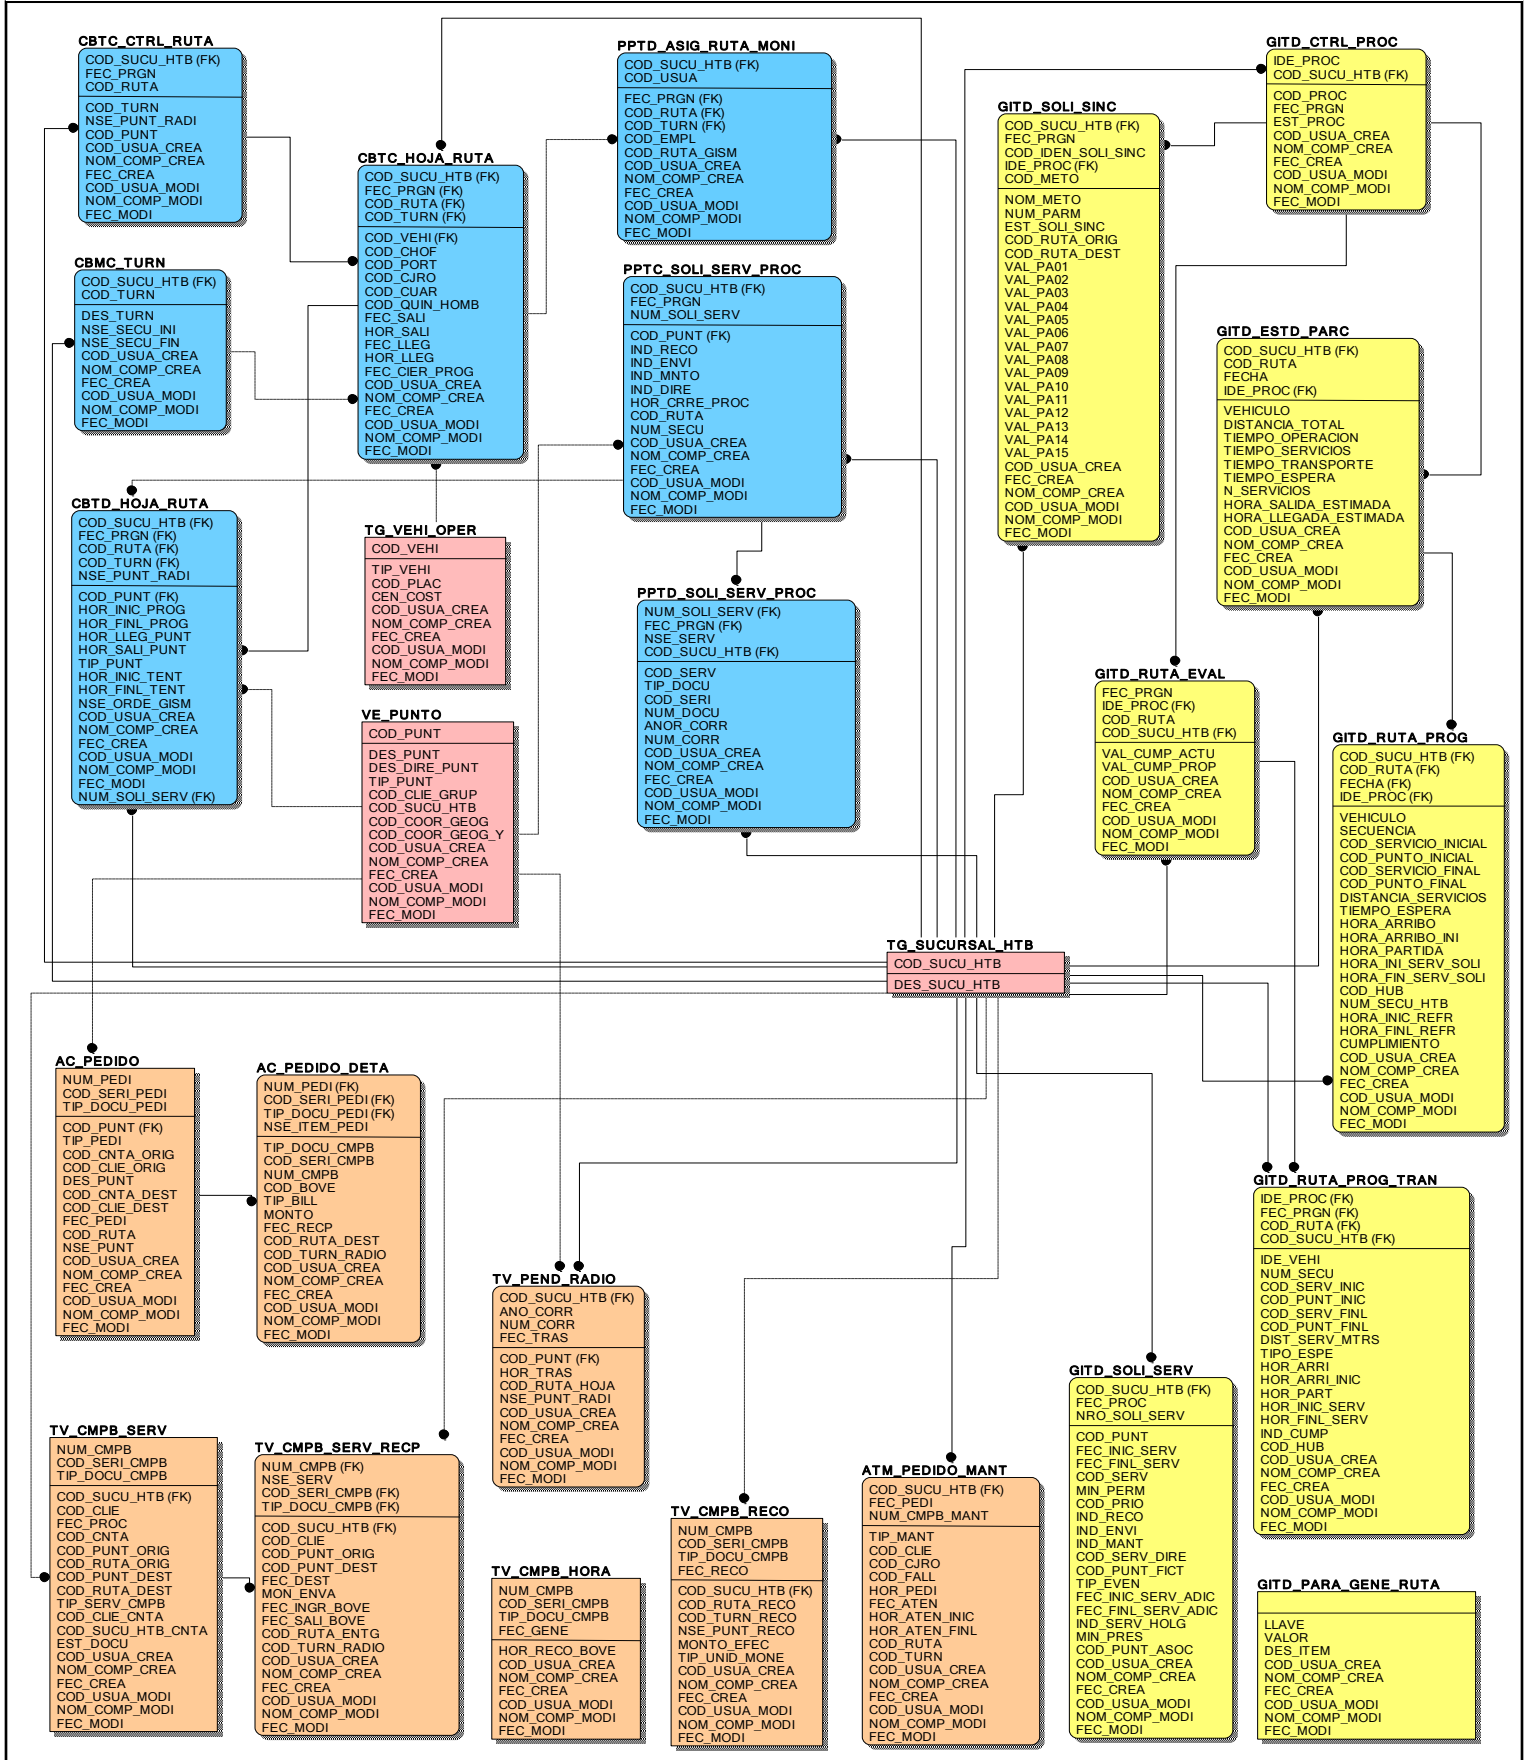 CBTC_CTRL_RUTA
COD_SUCU_HTB (FK)
FEC_PRGN
COD_RUTA
COD_TURN
NSE_PUNT_RADI
COD_PUNT
COD_USUA_CREA
NOM_COMP_CREA
FEC_CREA
COD_USUA_MODI
NOM_COMP_MODI
FEC_MODI
CBMC_TURN
COD_SUCU_HTB (FK)
COD_TURN
DES_TURN
NSE_SECU_INI
NSE_SECU_FIN
COD_USUA_CREA
NOM_COMP_CREA
FEC_CREA
COD_USUA_MODI
NOM_COMP_MODI
FEC_MODI
CBTD_HOJA_RUTA
COD_SUCU_HTB (FK)
FEC_PRGN (FK)
COD_RUTA (FK)
COD_TURN (FK)
NSE_PUNT_RADI
COD_PUNT (FK)
HOR_INIC_PROG
HOR_FINL_PROG
HOR_LLEG_PUNT
HOR_SALI_PUNT
TIP_PUNT
HOR_INIC_TENT
HOR_FINL_TENT
NSE_ORDE_GISM
COD_USUA_CREA
NOM_COMP_CREA
FEC_CREA
COD_USUA_MODI
NOM_COMP_MODI
FEC_MODI
NUM_SOLI_SERV (FK)
CBTC_HOJA_RUTA
COD_SUCU_HTB (FK)
FEC_PRGN (FK)
COD_RUTA (FK)
COD_TURN (FK)
COD_VEHI (FK)
COD_CHOF
COD_PORT
COD_CJRO
COD_CUAR
COD_QUIN_HOMB
FEC_SALI
HOR_SALI
FEC_LLEG
HOR_LLEG
FEC_CIER_PROG
COD_USUA_CREA
NOM_COMP_CREA
FEC_CREA
COD_USUA_MODI
NOM_COMP_MODI
FEC_MODI
TG_VEHI_OPER
COD_VEHI
TIP_VEHI
COD_PLAC
CEN_COST
COD_USUA_CREA
NOM_COMP_CREA
FEC_CREA
COD_USUA_MODI
NOM_COMP_MODI
FEC_MODI
VE_PUNTO
COD_PUNT
DES_PUNT
DES_DIRE_PUNT
TIP_PUNT
COD_CLIE_GRUP
COD_SUCU_HTB
COD_COOR_GEOG
COD_COOR_GEOG_Y
COD_USUA_CREA
NOM_COMP_CREA
FEC_CREA
COD_USUA_MODI
NOM_COMP_MODI
FEC_MODI
PPTD_ASIG_RUTA_MONI
COD_SUCU_HTB (FK)
COD_USUA
FEC_PRGN (FK)
COD_RUTA (FK)
COD_TURN (FK)
COD_EMPL
COD_RUTA_GISM
COD_USUA_CREA
NOM_COMP_CREA
FEC_CREA
COD_USUA_MODI
NOM_COMP_MODI
FEC_MODI
PPTC_SOLI_SERV_PROC
COD_SUCU_HTB (FK)
FEC_PRGN
NUM_SOLI_SERV
COD_PUNT (FK)
IND_RECO
IND_ENVI
IND_MNTO
IND_DIRE
HOR_CRRE_PROC
COD_RUTA
NUM_SECU
COD_USUA_CREA
NOM_COMP_CREA
FEC_CREA
COD_USUA_MODI
NOM_COMP_MODI
FEC_MODI
PPTD_SOLI_SERV_PROC
NUM_SOLI_SERV (FK)
FEC_PRGN (FK)
NSE_SERV
COD_SUCU_HTB (FK)
COD_SERV
TIP_DOCU
COD_SERI
NUM_DOCU
ANOR_CORR
NUM_CORR
COD_USUA_CREA
NOM_COMP_CREA
FEC_CREA
COD_USUA_MODI
NOM_COMP_MODI
FEC_MODI
GITD_SOLI_SINC
COD_SUCU_HTB (FK)
FEC_PRGN
COD_IDEN_SOLI_SINC
IDE_PROC (FK)
COD_METO
NOM_METO
NUM_PARM
EST_SOLI_SINC
COD_RUTA_ORIG
COD_RUTA_DEST
VAL_PA01
VAL_PA02
VAL_PA03
VAL_PA04
VAL_PA05
VAL_PA06
VAL_PA07
VAL_PA08
VAL_PA09
VAL_PA10
VAL_PA11
VAL_PA12
VAL_PA13
VAL_PA14
VAL_PA15
COD_USUA_CREA
FEC_CREA
NOM_COMP_CREA
COD_USUA_MODI
NOM_COMP_MODI
FEC_MODI
GITD_CTRL_PROC
IDE_PROC
COD_SUCU_HTB (FK)
COD_PROC
FEC_PRGN
EST_PROC
COD_USUA_CREA
NOM_COMP_CREA
FEC_CREA
COD_USUA_MODI
NOM_COMP_MODI
FEC_MODI
GITD_ESTD_PARC
COD_SUCU_HTB (FK)
COD_RUTA
FECHA
IDE_PROC (FK)
VEHICULO
DISTANCIA_TOTAL
TIEMPO_OPERACION
TIEMPO_SERVICIOS
TIEMPO_TRANSPORTE
TIEMPO_ESPERA
N_SERVICIOS
HORA_SALIDA_ESTIMADA
HORA_LLEGADA_ESTIMADA
COD_USUA_CREA
NOM_COMP_CREA
FEC_CREA
COD_USUA_MODI
NOM_COMP_MODI
FEC_MODI
GITD_RUTA_EVAL
FEC_PRGN
IDE_PROC (FK)
COD_RUTA
COD_SUCU_HTB (FK)
VAL_CUMP_ACTU
VAL_CUMP_PROP
COD_USUA_CREA
NOM_COMP_CREA
FEC_CREA
COD_USUA_MODI
NOM_COMP_MODI
FEC_MODI
GITD_RUTA_PROG
COD_SUCU_HTB (FK)
COD_RUTA (FK)
FECHA (FK)
IDE_PROC (FK)
VEHICULO
SECUENCIA
COD_SERVICIO_INICIAL
COD_PUNTO_INICIAL
COD_SERVICIO_FINAL
COD_PUNTO_FINAL
DISTANCIA_SERVICIOS
TIEMPO_ESPERA
HORA_ARRIBO
HORA_ARRIBO_INI
HORA_PARTIDA
HORA_INI_SERV_SOLI
HORA_FIN_SERV_SOLI
COD_HUB
NUM_SECU_HTB
HORA_INIC_REFR
HORA_FINL_REFR
CUMPLIMIENTO
COD_USUA_CREA
NOM_COMP_CREA
FEC_CREA
COD_USUA_MODI
NOM_COMP_MODI
FEC_MODI
TG_SUCURSAL_HTB
COD_SUCU_HTB
DES_SUCU_HTB
AC_PEDIDO
NUM_PEDI
COD_SERI_PEDI
TIP_DOCU_PEDI
COD_PUNT (FK)
TIP_PEDI
COD_CNTA_ORIG
COD_CLIE_ORIG
DES_PUNT
COD_CNTA_DEST
COD_CLIE_DEST
FEC_PEDI
COD_RUTA
NSE_PUNT
COD_USUA_CREA
NOM_COMP_CREA
FEC_CREA
COD_USUA_MODI
NOM_COMP_MODI
FEC_MODI
AC_PEDIDO_DETA
NUM_PEDI (FK)
COD_SERI_PEDI (FK)
TIP_DOCU_PEDI (FK)
NSE_ITEM_PEDI
TIP_DOCU_CMPB
COD_SERI_CMPB
NUM_CMPB
COD_BOVE
TIP_BILL
MONTO
FEC_RECP
COD_RUTA_DEST
COD_TURN_RADIO
COD_USUA_CREA
NOM_COMP_CREA
FEC_CREA
COD_USUA_MODI
NOM_COMP_MODI
FEC_MODI
TV_PEND_RADIO
COD_SUCU_HTB (FK)
ANO_CORR
NUM_CORR
FEC_TRAS
COD_PUNT (FK)
HOR_TRAS
COD_RUTA_HOJA
NSE_PUNT_RADI
COD_USUA_CREA
NOM_COMP_CREA
FEC_CREA
COD_USUA_MODI
NOM_COMP_MODI
FEC_MODI
GITD_RUTA_PROG_TRAN
IDE_PROC (FK)
FEC_PRGN (FK)
COD_RUTA (FK)
COD_SUCU_HTB (FK)
IDE_VEHI
NUM_SECU
COD_SERV_INIC
COD_PUNT_INIC
COD_SERV_FINL
COD_PUNT_FINL
DIST_SERV_MTRS
TIPO_ESPE
HOR_ARRI
HOR_ARRI_INIC
HOR_PART
HOR_INIC_SERV
HOR_FINL_SERV
IND_CUMP
COD_HUB
COD_USUA_CREA
NOM_COMP_CREA
FEC_CREA
COD_USUA_MODI
NOM_COMP_MODI
FEC_MODI
TV_CMPB_SERV
NUM_CMPB
COD_SERI_CMPB
TIP_DOCU_CMPB
COD_SUCU_HTB (FK)
COD_CLIE
FEC_PROC
COD_CNTA
COD_PUNT_ORIG
COD_RUTA_ORIG
COD_PUNT_DEST
COD_RUTA_DEST
TIP_SERV_CMPB
COD_CLIE_CNTA
COD_SUCU_HTB_CNTA
EST_DOCU
COD_USUA_CREA
NOM_COMP_CREA
FEC_CREA
COD_USUA_MODI
NOM_COMP_MODI
FEC_MODI
TV_CMPB_SERV_RECP
NUM_CMPB (FK)
NSE_SERV
COD_SERI_CMPB (FK)
TIP_DOCU_CMPB (FK)
COD_SUCU_HTB (FK)
COD_CLIE
COD_PUNT_ORIG
COD_PUNT_DEST
FEC_DEST
MON_ENVA
FEC_INGR_BOVE
FEC_SALI_BOVE
COD_RUTA_ENTG
COD_TURN_RADIO
COD_USUA_CREA
NOM_COMP_CREA
FEC_CREA
COD_USUA_MODI
NOM_COMP_MODI
FEC_MODI
TV_CMPB_HORA
NUM_CMPB
COD_SERI_CMPB
TIP_DOCU_CMPB
FEC_GENE
HOR_RECO_BOVE
COD_USUA_CREA
NOM_COMP_CREA
FEC_CREA
COD_USUA_MODI
NOM_COMP_MODI
FEC_MODI
TV_CMPB_RECO
NUM_CMPB
COD_SERI_CMPB
TIP_DOCU_CMPB
FEC_RECO
COD_SUCU_HTB (FK)
COD_RUTA_RECO
COD_TURN_RECO
NSE_PUNT_RECO
MONTO_EFEC
TIP_UNID_MONE
COD_USUA_CREA
NOM_COMP_CREA
FEC_CREA
COD_USUA_MODI
NOM_COMP_MODI
FEC_MODI
ATM_PEDIDO_MANT
COD_SUCU_HTB (FK)
FEC_PEDI
NUM_CMPB_MANT
TIP_MANT
COD_CLIE
COD_CJRO
COD_FALL
HOR_PEDI
FEC_ATEN
HOR_ATEN_INIC
HOR_ATEN_FINL
COD_RUTA
COD_TURN
COD_USUA_CREA
NOM_COMP_CREA
FEC_CREA
COD_USUA_MODI
NOM_COMP_MODI
FEC_MODI
GITD_SOLI_SERV
COD_SUCU_HTB (FK)
FEC_PROC
NRO_SOLI_SERV
COD_PUNT
FEC_INIC_SERV
FEC_FINL_SERV
COD_SERV
MIN_PERM
COD_PRIO
IND_RECO
IND_ENVI
IND_MANT
COD_SERV_DIRE
COD_PUNT_FICT
TIP_EVEN
FEC_INIC_SERV_ADIC
FEC_FINL_SERV_ADIC
IND_SERV_HOLG
MIN_PRES
COD_PUNT_ASOC
COD_USUA_CREA
NOM_COMP_CREA
FEC_CREA
COD_USUA_MODI
NOM_COMP_MODI
FEC_MODI
GITD_PARA_GENE_RUTA
LLAVE
VALOR
DES_ITEM
COD_USUA_CREA
NOM_COMP_CREA
FEC_CREA
COD_USUA_MODI
NOM_COMP_MODI
FEC_MODI